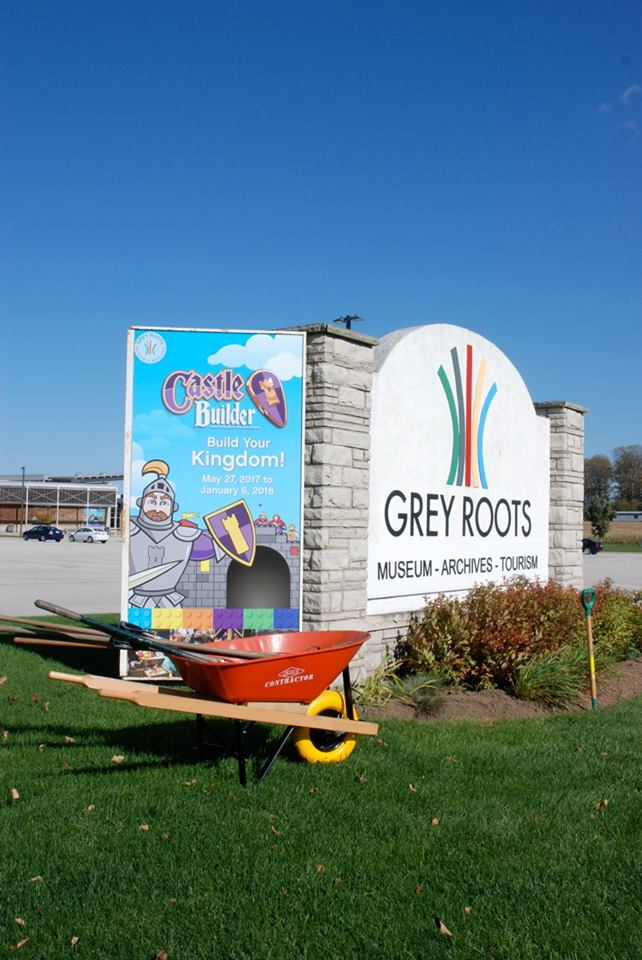 Castle
Builder
Build Your
Kingdom!
May 27, 2017 to
January 6, 2018
GREY ROOTS
MUSEUM - ARCHIVES - TOURISM
CONTRACTOR